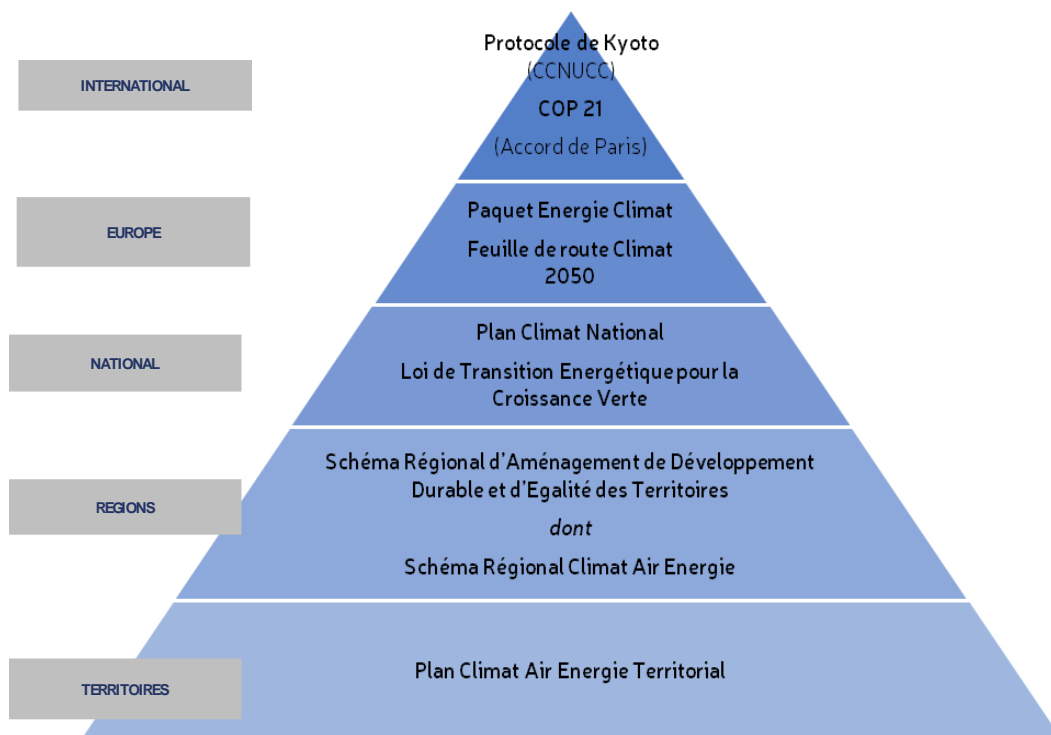 INTERNATIONAL
Protocole de Kyoto
(CCNUCC)
COP 21
(Accord de Paris)
EUROPE
Paquet Energie Climat
Feuille de route Climat
2050
NATIONAL
Plan Climat National
Loi de Transition Energétique pour la
Croissance Verte
REGIONS
Schéma Régional d'Aménagement de Développement
Durable et d'Egalité des Territoires
dont
Schéma Régional Climat Air Energie
TERRITOIRES
Plan Climat Air Energie Territorial